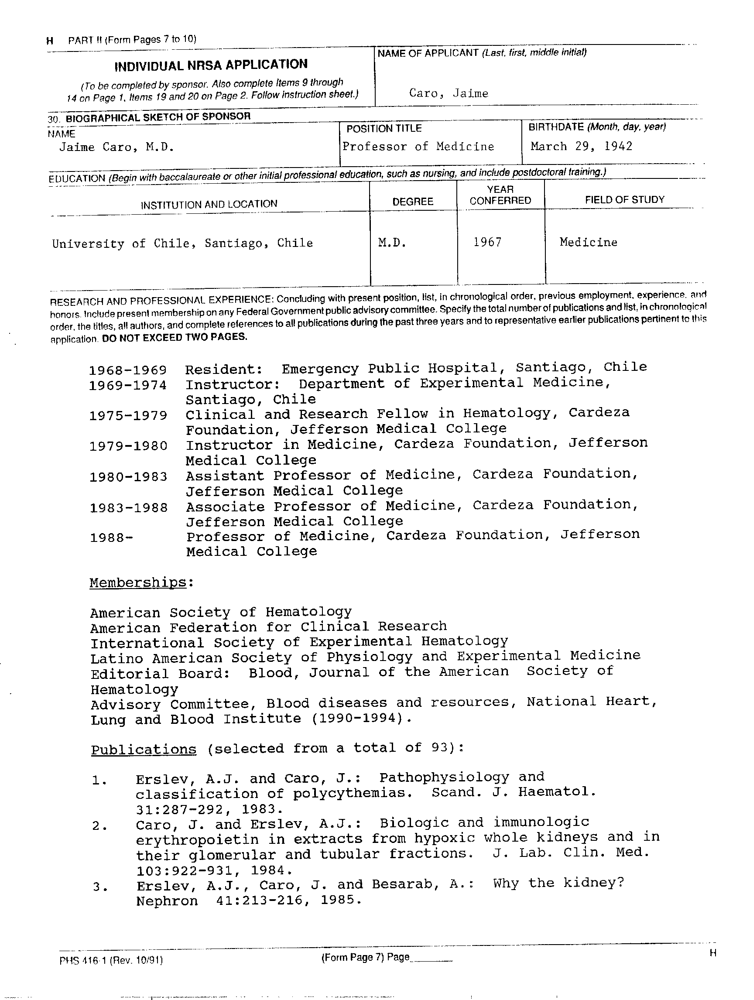 H PART II (Form Pages 7 to 10)
INDIVIDUAL NRSA APPLICATION
(To be completed by sponsor. Also complete Items 9 through
14 on Page 1, Items 19 and 20 on Page 2. Follow instruction sheet.)
NAME OF APPLICANT (Last, first, middle initial)
Caro, Jaime
30. BIOGRAPHICAL SKETCH OF SPONSOR
NAME
Jaime Caro, M.D.
POSITION TITLE
Professor of Medicine
BIRTHDATE (Month, day, year)
March 29, 1942
EDUCATION (Begin with baccalaureate or other initial professional education, such as nursing, and include postdoctoral training.)
INSTITUTION AND LOCATION
DEGREE
YEAR
CONFERRED
FIELD OF STUDY
University of Chile, Santiago, Chile
M.D.
1967
Medicine
RESEARCH AND PROFESSIONAL EXPERIENCE: Concluding with present position, list, in chronological order, previous employment, experience, and
honors. Include present membership on any Federal Government public advisory committee. Specify the total number of publications and list, in chronological
order, the titles, all authors, and complete references to all publications during the past three years and to representative earlier publications pertinent to this
application. DO NOT EXCEED TWO PAGES.
1968-1969 Resident: Emergency Public Hospital, Santiago, Chile
1969-1974 Instructor: Department of Experimental Medicine,
Santiago, Chile
1975-1979 Clinical and Research Fellow in Hematology, Cardeza
Foundation, Jefferson Medical College
1979-1980 Instructor in Medicine, Cardeza Foundation, Jefferson
Medical College
1980-1983 Assistant Professor of Medicine, Cardeza Foundation,
Jefferson Medical College
1983-1988 Associate Professor of Medicine, Cardeza Foundation,
Jefferson Medical College
1988- Professor of Medicine, Cardeza Foundation, Jefferson
Medical College
Memberships:
American Society of Hematology
American Federation for Clinical Research
International Society of Experimental Hematology
Latino American Society of Physiology and Experimental Medicine
Editorial Board: Blood, Journal of the American Society of
Hematology
Advisory Committee, Blood diseases and resources, National Heart,
Lung and Blood Institute (1990-1994).
Publications (selected from a total of 93):
1. Erslev, A.J. and Caro, J.: Pathophysiology and
classification of polycythemias. Scand. J. Haematol.
31:287-292, 1983.
2. Caro, J. and Erslev, A.J.: Biologic and immunologic
erythropoietin in extracts from hypoxic whole kidneys and in
their glomerular and tubular fractions. J. Lab. Clin. Med.
103:922-931, 1984.
3. Erslev, A.J., Caro, J. and Besarab, A.: Why the kidney?
Nephron 41:213-216, 1985.
PHS 416-1 (Rev. 10/91)
(Form Page 7) Page
H